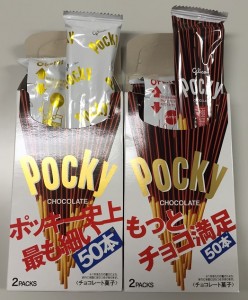 POCKY
Glico
POCKY
Pocky
CHOCOLATE
ポッキー史上
最も細い
50本
2 PACKS
〈チョコレート菓子〉
Pocky
CHOCOLATE
もっと
チョコ満足
50本
2 PACKS
〈チョコレート菓子〉